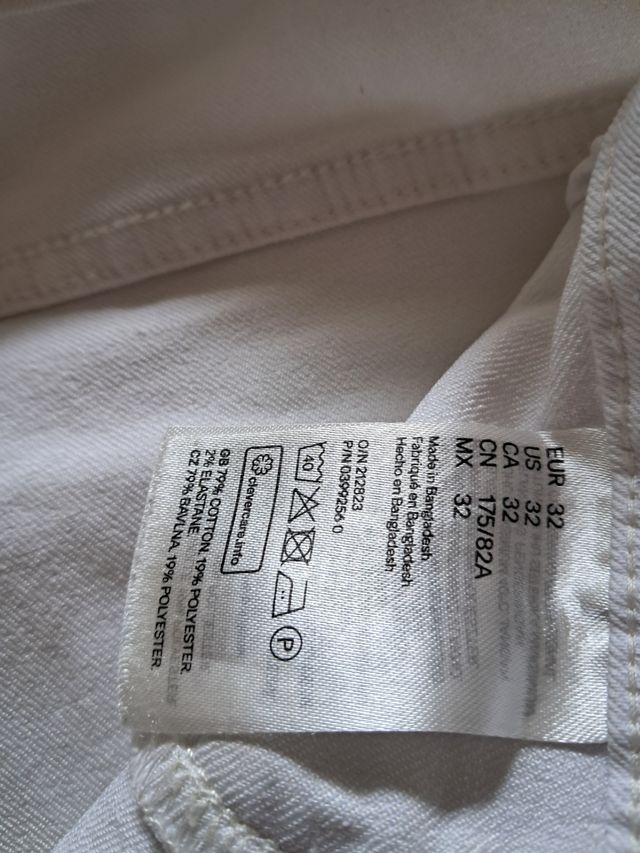 EUR 32
US 32
CA 32
CN 175/82A
MX 32
Made in Bangladesh
Fabriqué en Bangladesh
Hecho en Bangladesh
O/N 212823
P/N 0399256 0
40
P
clevercare.info
GB 79% COTTON. 19% POLYESTER
2% ELASTANE
CZ 79% BAVLNA. 19% POLYESTER